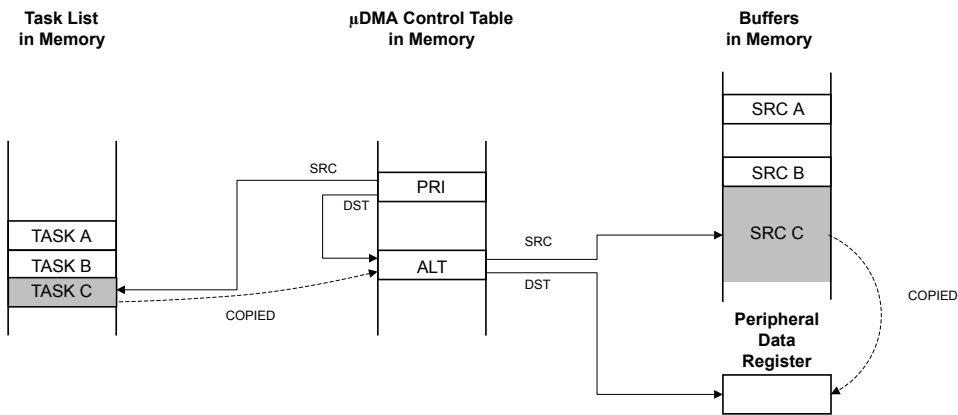 Task List
in Memory
µDMA Control Table
in Memory
Buffers
in Memory
SRC A
SRC B
SRC C
SRC
PRI
DST
TASK A
TASK B
TASK C
ALT
SRC
DST
COPIED
COPIED
Peripheral
Data
Register